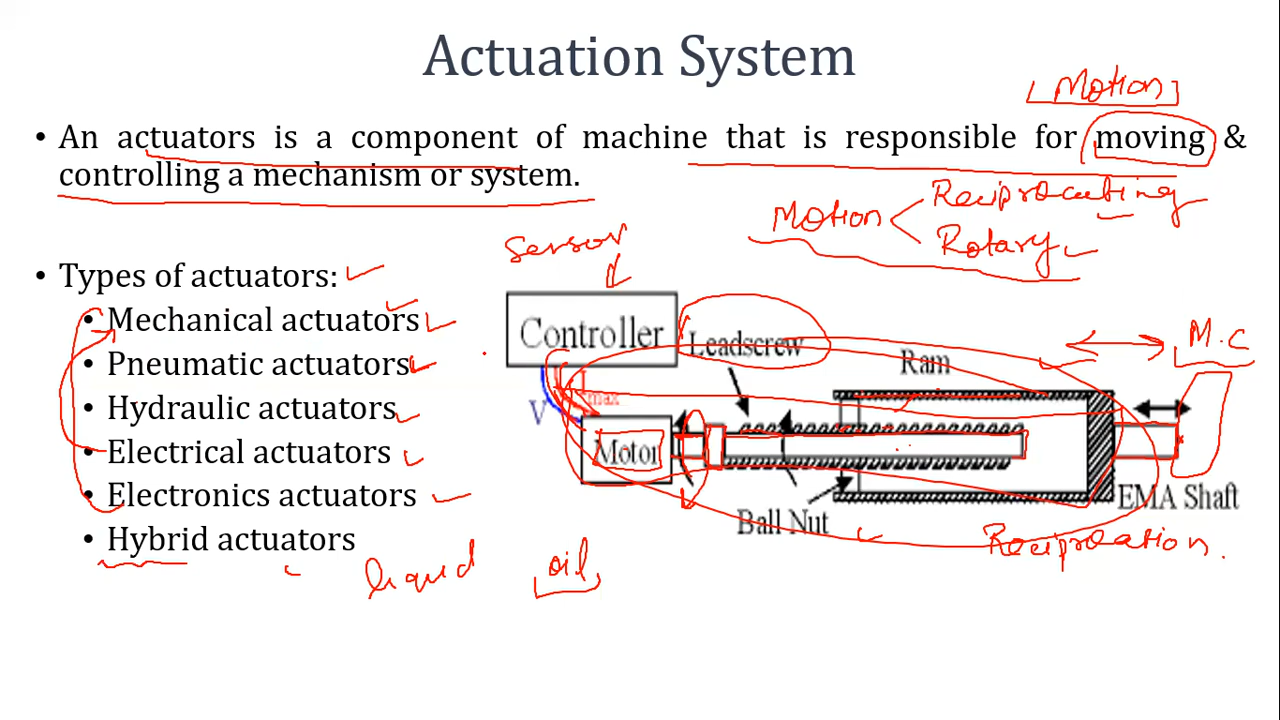 Actuation System
[Motion]
• An actuators is a component of machine that is responsible for moving &
controlling a mechanism or system.
Motion < Reciprocating
Rotary
Sensor
• Types of actuators:
• Mechanical actuators
• Pneumatic actuators
• Hydraulic actuators
• Electrical actuators
• Electronics actuators
• Hybrid actuators
liquid oil
Controller
Leadscrew
Ram
M.C
V
Imax
Motor
Ball Nut
EMA Shaft
Reciprocation.